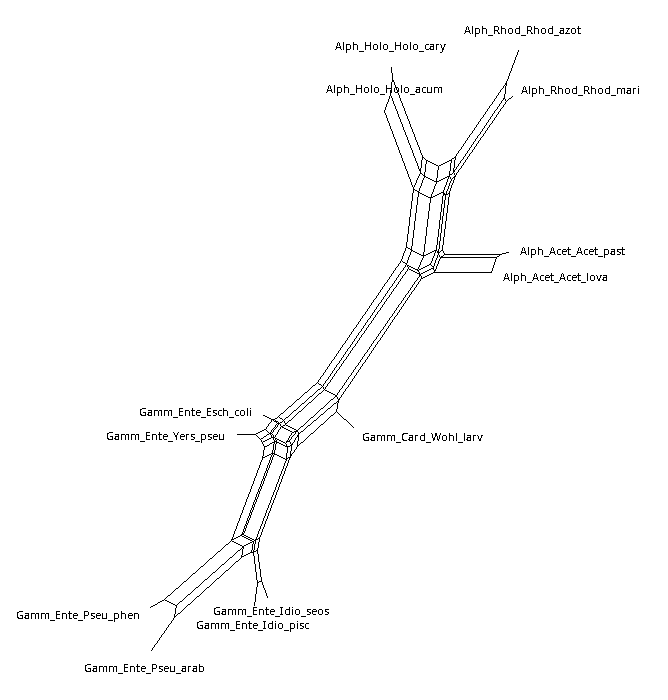 Alph_Rhod_Rhod_azot
Alph_Holo_Holo_cary
Alph_Holo_Holo_acum
Alph_Rhod_Rhod_mari
Alph_Acet_Acet_past
Alph_Acet_Acet_lova
Gamm_Ente_Esch_coli
Gamm_Ente_Yers_pseu
Gamm_Card_Wohl_larv
Gamm_Ente_Idio_seos
Gamm_Ente_Pseu_phen
Gamm_Ente_Idio_pisc
Gamm_Ente_Pseu_arab